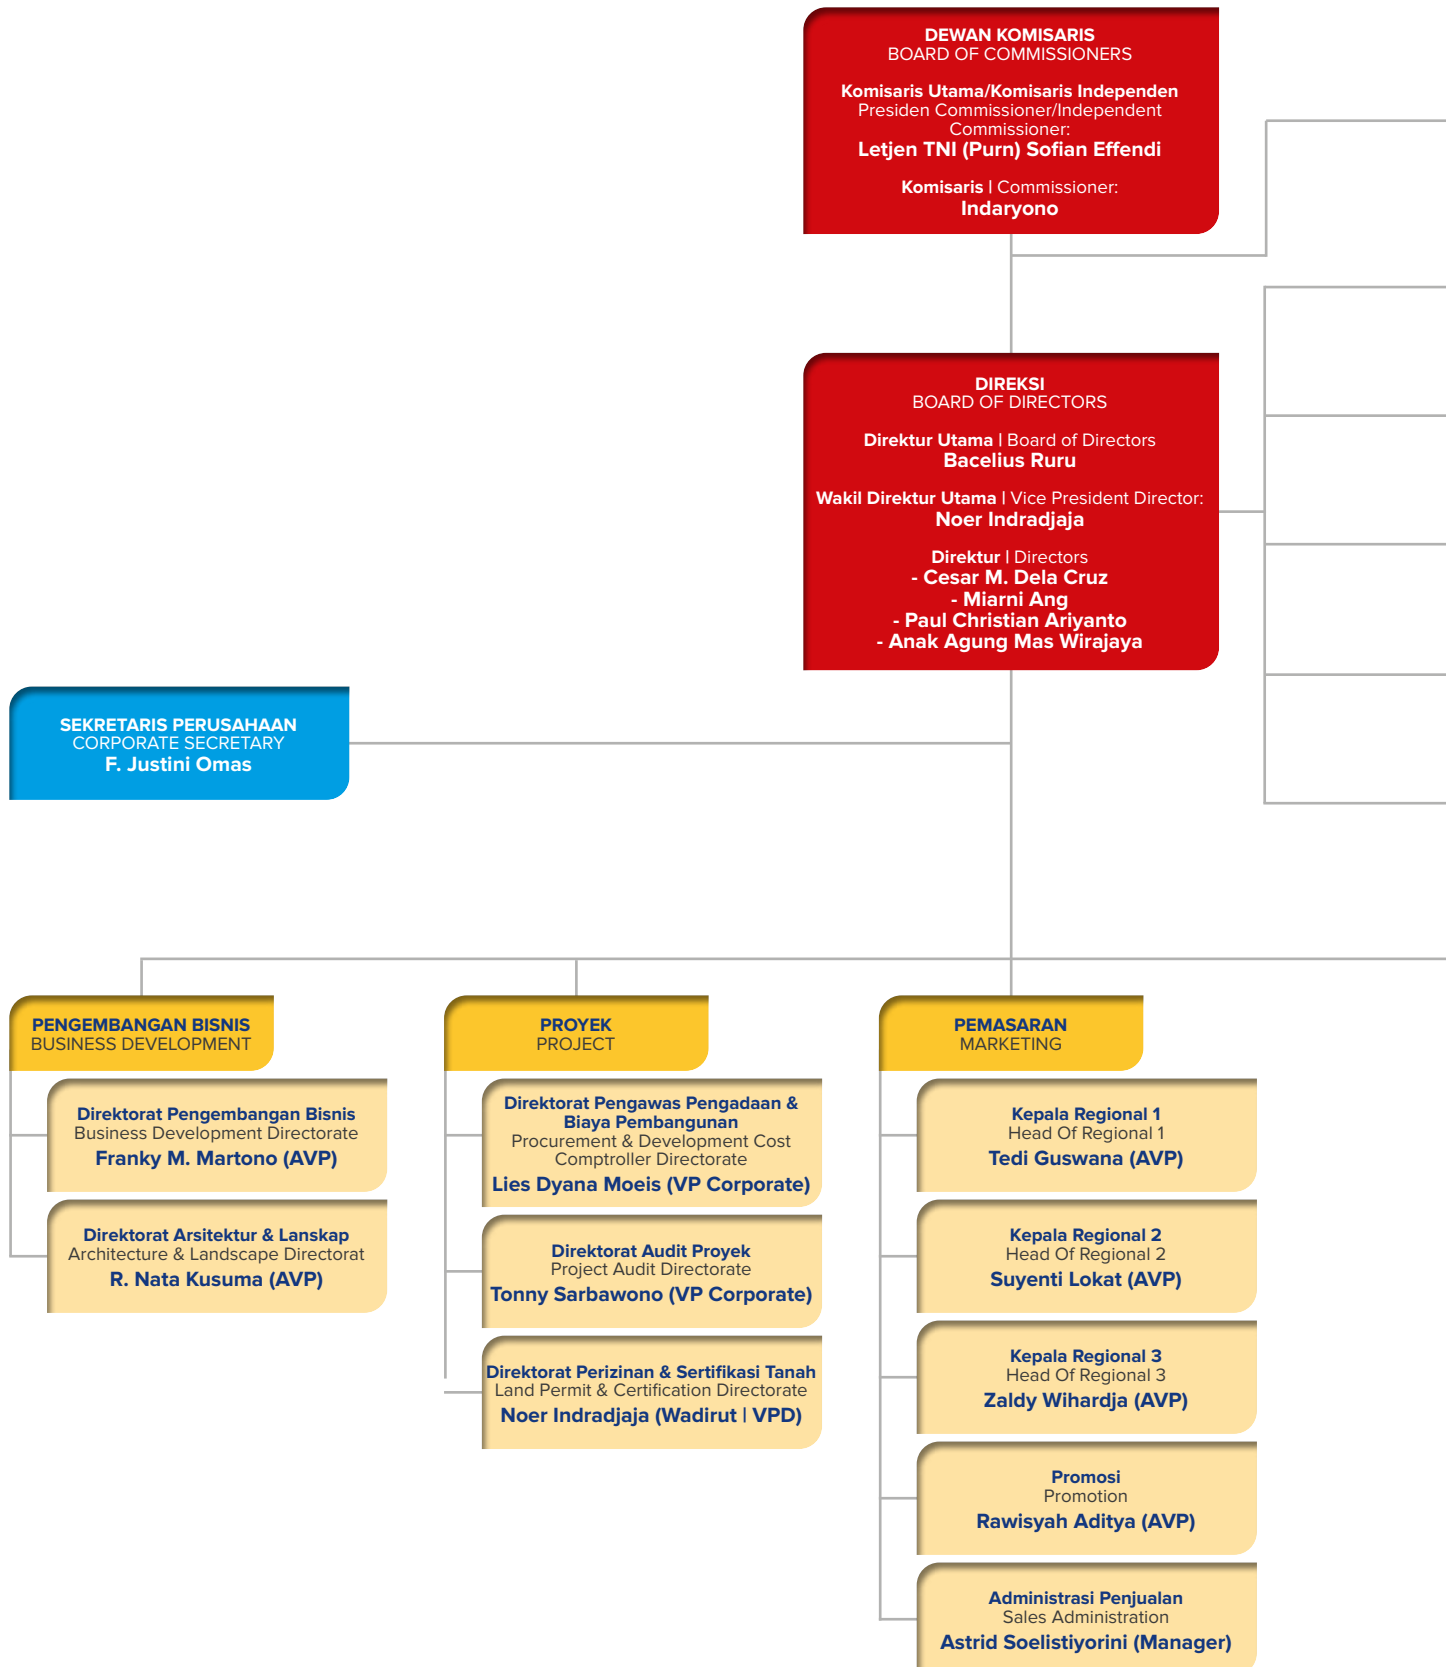 DEWAN KOMISARIS
BOARD OF COMMISSIONERS
Komisaris Utama/Komisaris Independen
Presiden Commissioner/Independent
Commissioner:
Letjen TNI (Purn) Sofian Effendi
Komisaris | Commissioner:
Indaryono
DIREKSI
BOARD OF DIRECTORS
Direktur Utama | Board of Directors
Bacelius Ruru
Wakil Direktur Utama | Vice President Director:
Noer Indradjaja
Direktur | Directors
- Cesar M. Dela Cruz
- Miarni Ang
- Paul Christian Ariyanto
- Anak Agung Mas Wirajaya
SEKRETARIS PERUSAHAAN
CORPORATE SECRETARY
F. Justini Omas
PENGEMBANGAN BISNIS
BUSINESS DEVELOPMENT
Direktorat Pengembangan Bisnis
Business Development Directorate
Franky M. Martono (AVP)
Direktorat Arsitektur & Lanskap
Architecture & Landscape Directorat
R. Nata Kusuma (AVP)
PROYEK
PROJECT
Direktorat Pengawas Pengadaan &
Biaya Pembangunan
Procurement & Development Cost
Comptroller Directorate
Lies Dyana Moeis (VP Corporate)
Direktorat Audit Proyek
Project Audit Directorate
Tonny Sarbawono (VP Corporate)
Direktorat Perizinan & Sertifikasi Tanah
Land Permit & Certification Directorate
Noer Indradjaja (Wadirut | VPD)
PEMASARAN
MARKETING
Kepala Regional 1
Head Of Regional 1
Tedi Guswana (AVP)
Kepala Regional 2
Head Of Regional 2
Suyenti Lokat (AVP)
Kepala Regional 3
Head Of Regional 3
Zaldy Wihardja (AVP)
Promosi
Promotion
Rawisyah Aditya (AVP)
Administrasi Penjualan
Sales Administration
Astrid Soelistiyorini (Manager)